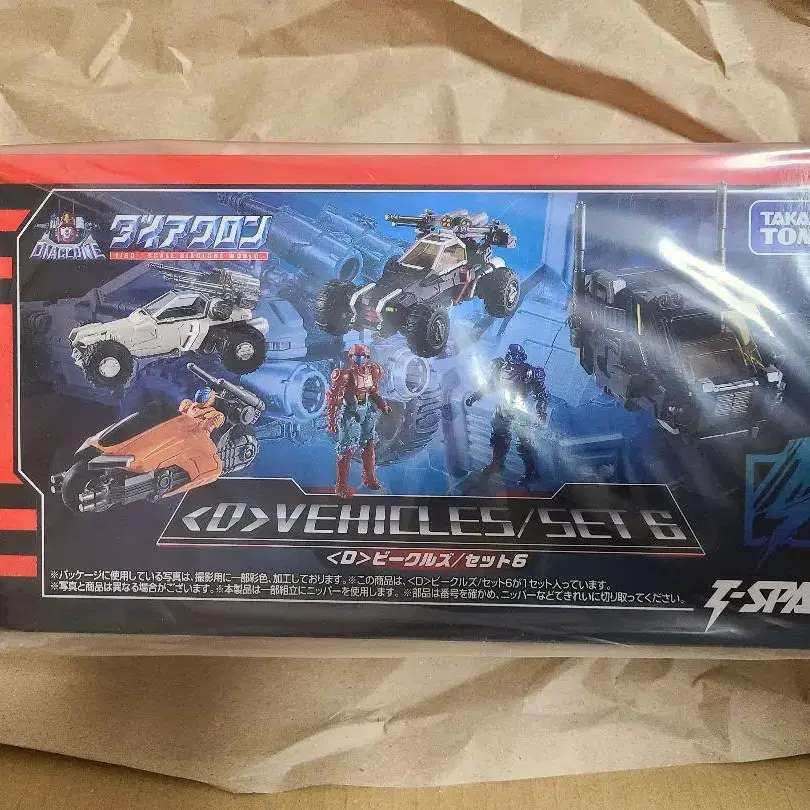 DIACLONE
ダイアクロン
1/60 SCALE DIACLONE WORLD
TAKA
TOM
7
<D>VEHICLES/SET 6
<D>ビークルズ/セット6
※パッケージに使用している写真は、撮影用に一部彩色、加工しております。※この商品は、<D>ビークルズ/セット6が1セット入っています。
※写真と商品は異なる場合がございます。※本製品は一部組立にニッパーを使用します。※部品は番号を確かめ、ニッパーなどできれいに切り取ってください。
T-SPA